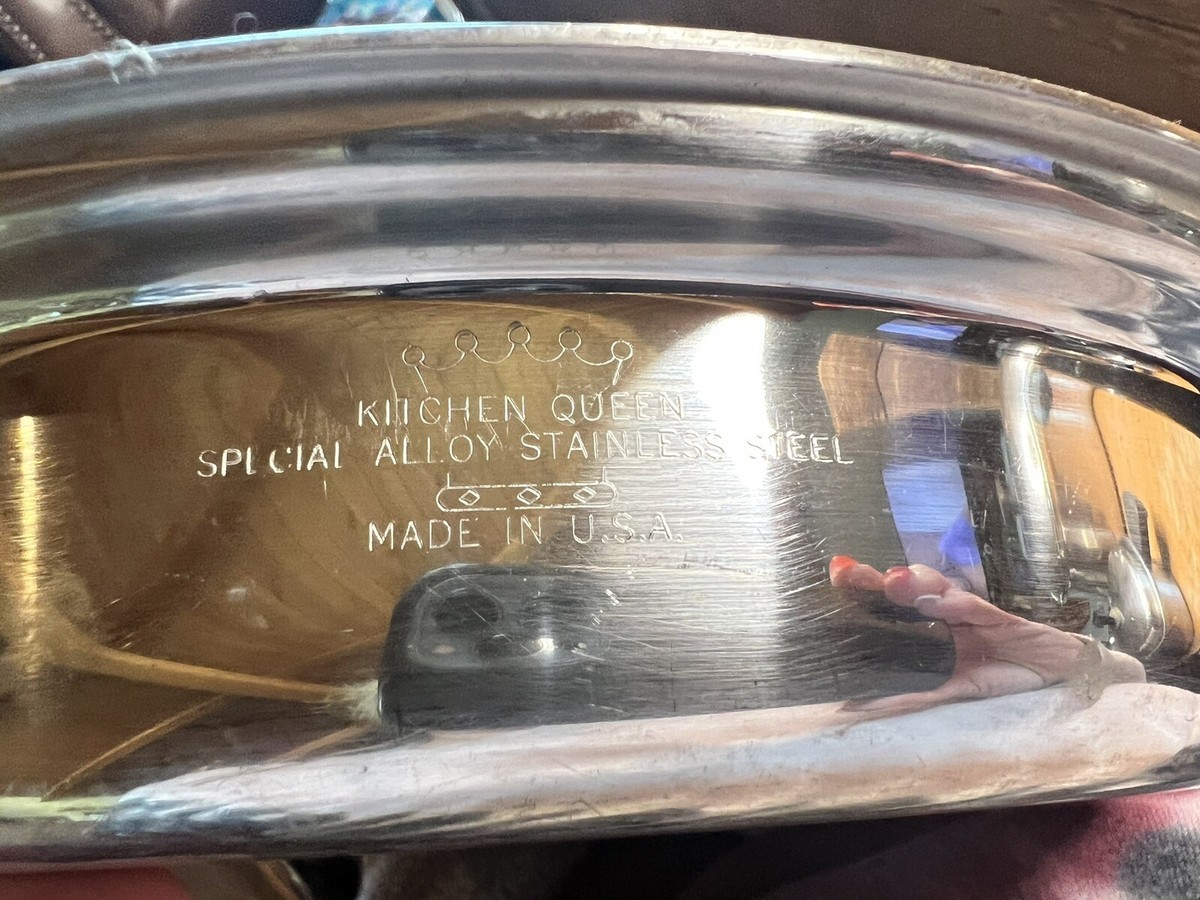 KITCHEN QUEEN
SPECIAL ALLOY STAINLESS STEEL
MADE IN U.S.A.